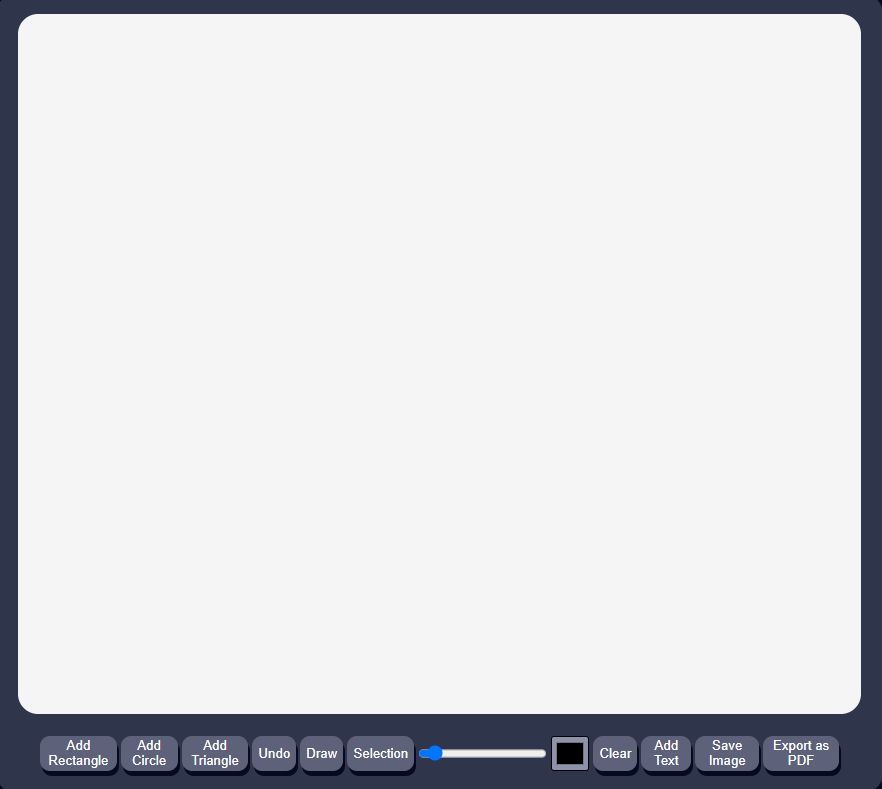 Add
Rectangle
Add
Circle
Add
Triangle
Undo
Draw
Selection
Clear
Add
Text
Save
Image
Export as
PDF